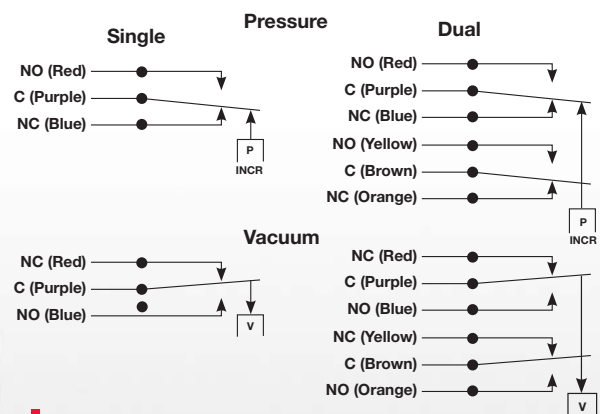 Pressure
Single
NO (Red)
C (Purple)
NC (Blue)
P
INCR
Dual
NO (Red)
C (Purple)
NC (Blue)
NO (Yellow)
C (Brown)
NC (Orange)
P
INCR
Vacuum
NC (Red)
C (Purple)
NO (Blue)
V
NC (Red)
C (Purple)
NO (Blue)
NC (Yellow)
C (Brown)
NO (Orange)
V